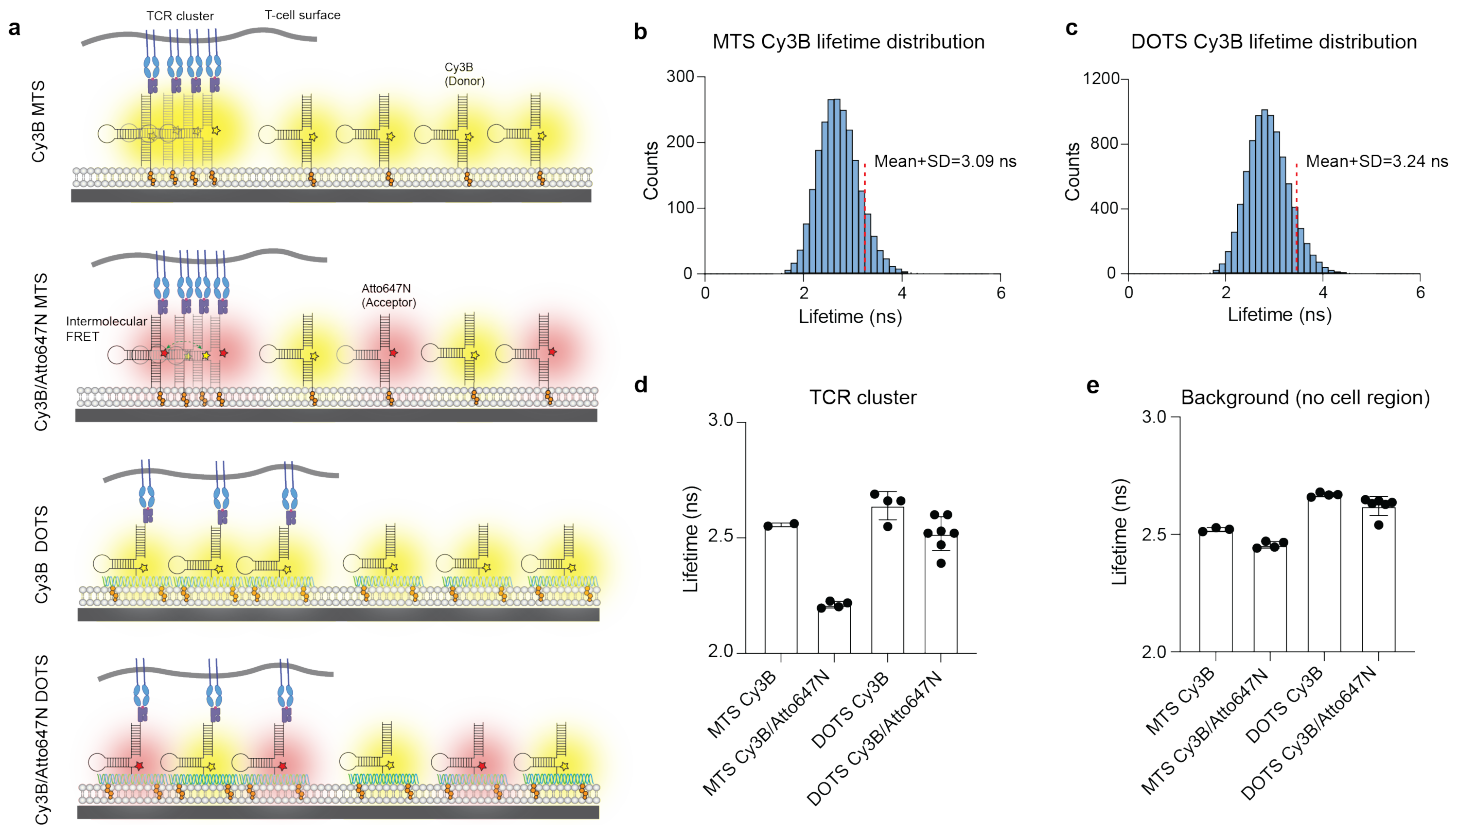 a
TCR cluster
T-cell surface
Cy3B MTS
Cy3B
(Donor)
Cy3B/Atto647N MTS
Atto647N
(Acceptor)
Intermolecular
FRET
Cy3B DOTS
Cy3B/Atto647N DOTS
b
MTS Cy3B lifetime distribution
300
200
100
0
Counts
Mean+SD=3.09 ns
0
2
4
6
Lifetime (ns)
c
DOTS Cy3B lifetime distribution
1200
800
400
0
Counts
Mean+SD=3.24 ns
0
2
4
6
Lifetime (ns)
d
TCR cluster
3.0
2.5
2.0
Lifetime (ns)
MTS Cy3B
MTS Cy3B/Atto647N
DOTS Cy3B
DOTS Cy3B/Atto647N
e
Background (no cell region)
3.0
2.5
2.0
Lifetime (ns)
MTS Cy3B
MTS Cy3B/Atto647N
DOTS Cy3B
DOTS Cy3B/Atto647N